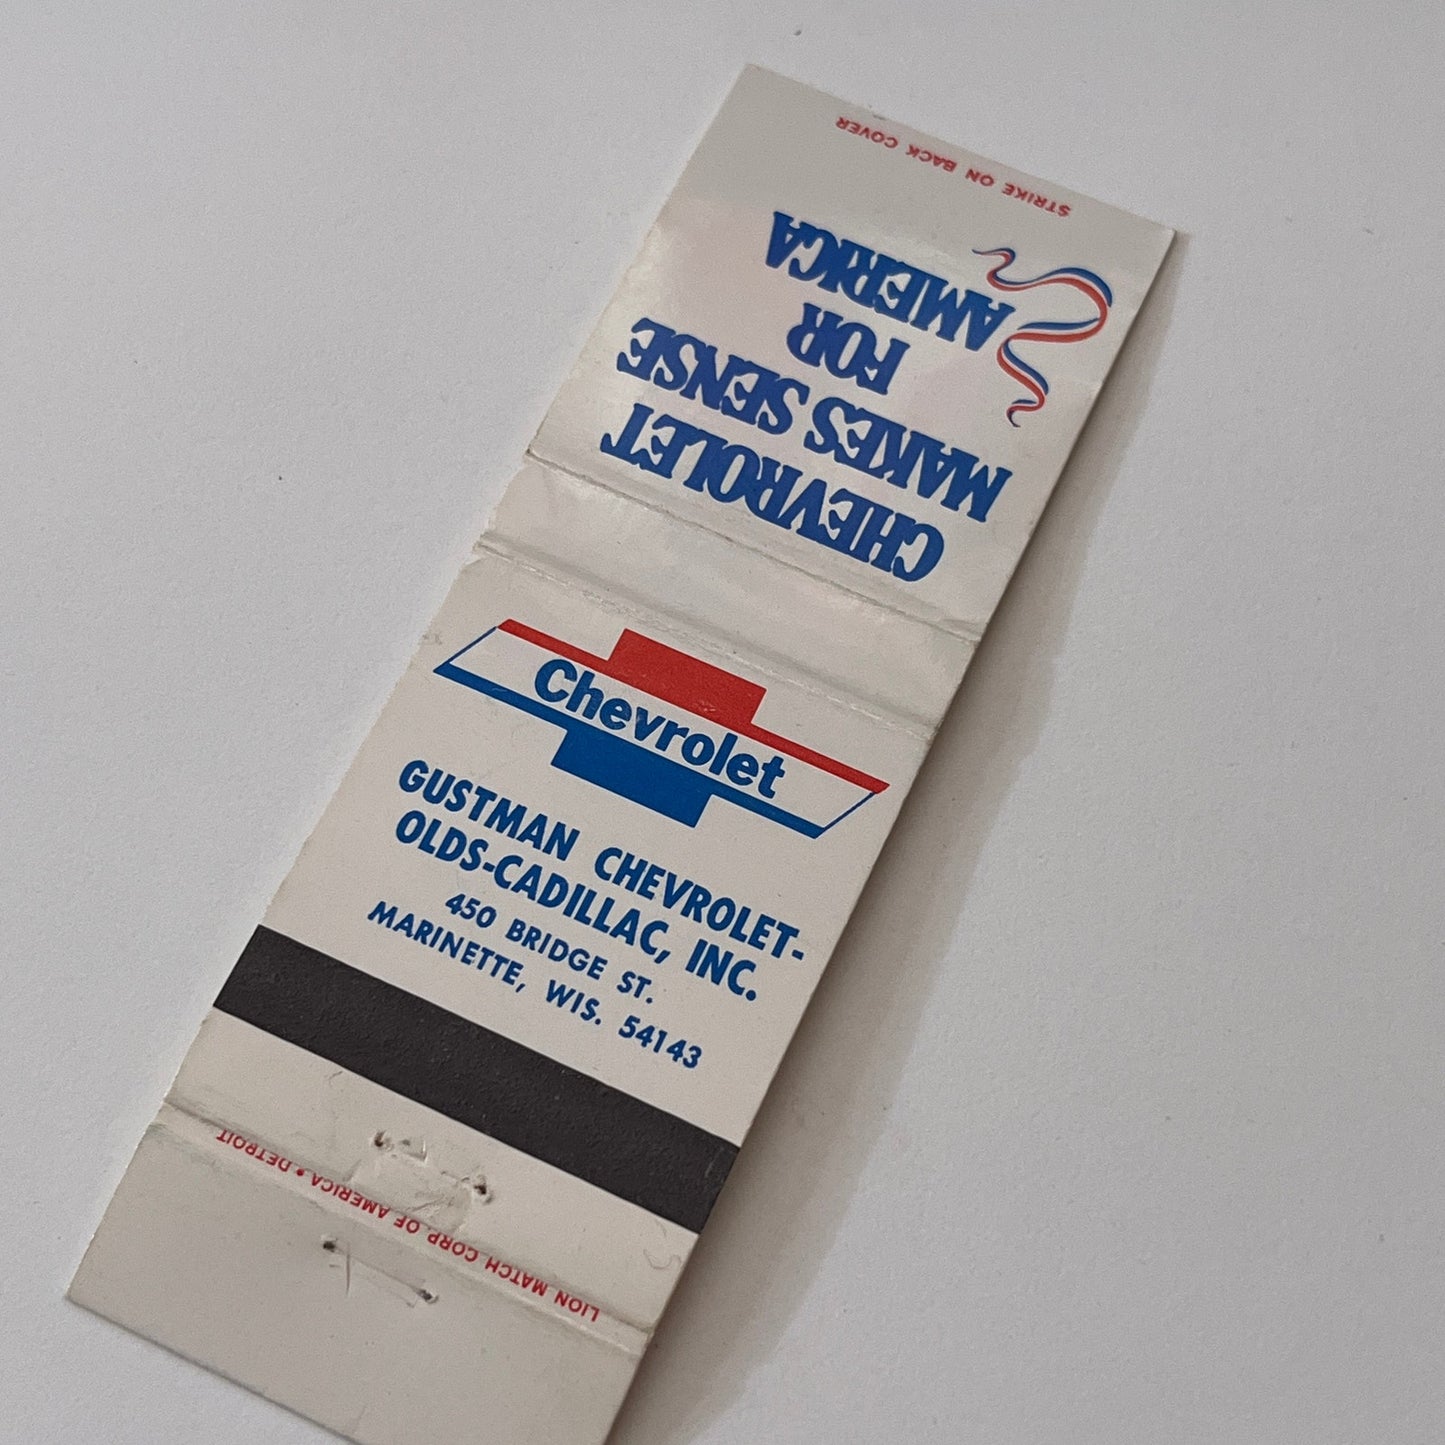 STRIKE ON BACK COVER
CHEVROLET
MAKES SENSE
FOR
AMERICA
Chevrolet
GUSTMAN CHEVROLET-
OLDS-CADILLAC, INC.
450 BRIDGE ST.
MARINETTE, WIS. 54143
LION MATCH CORP. OF AMERICA • DETROIT